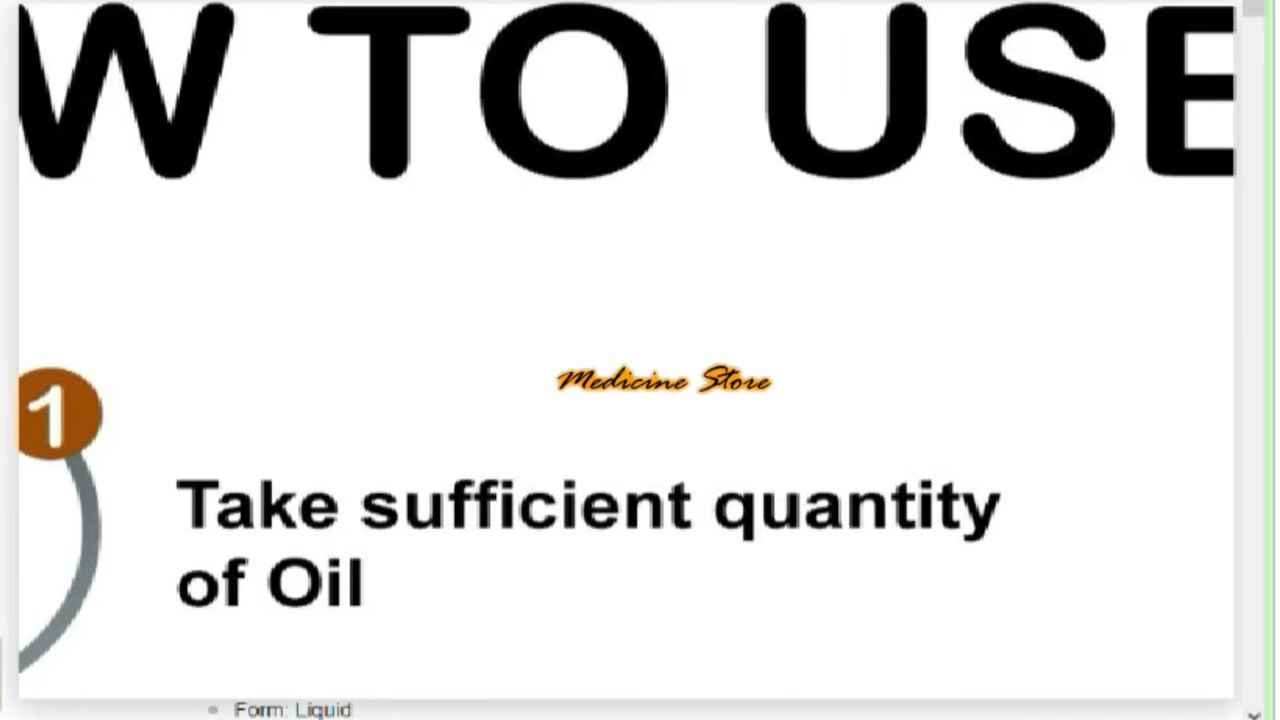 W TO USE
Medicine Store
1
Take sufficient quantity
of Oil
Form: Liquid